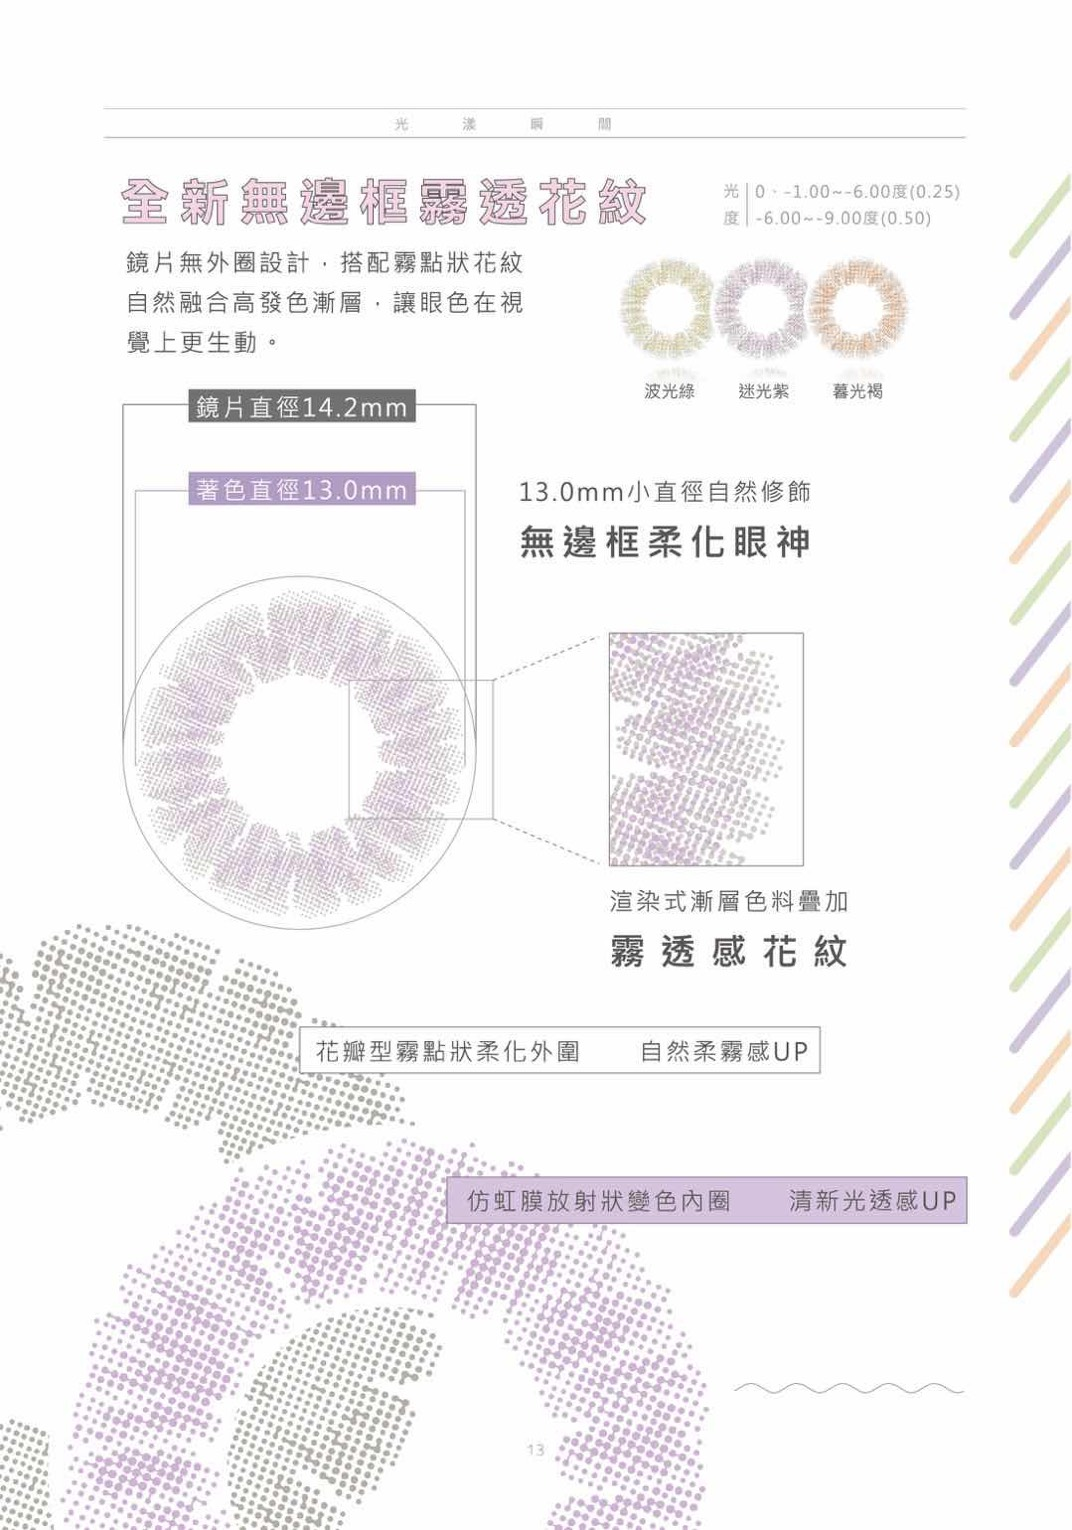 光漾瞬間
全新無邊框霧透花紋
光度 0、-1.00~-6.00度(0.25)
-6.00~-9.00度(0.50)
鏡片無外圈設計，搭配霧點狀花紋
自然融合高發色漸層，讓眼色在視
覺上更生動。
波光綠 迷光紫 暮光褐
鏡片直徑14.2mm
著色直徑13.0mm
13.0mm小直徑自然修飾
無邊框柔化眼神
渲染式漸層色料疊加
霧透感花紋
花瓣型霧點狀柔化外圍 自然柔霧感UP
仿虹膜放射狀變色內圈 清新光透感UP
13